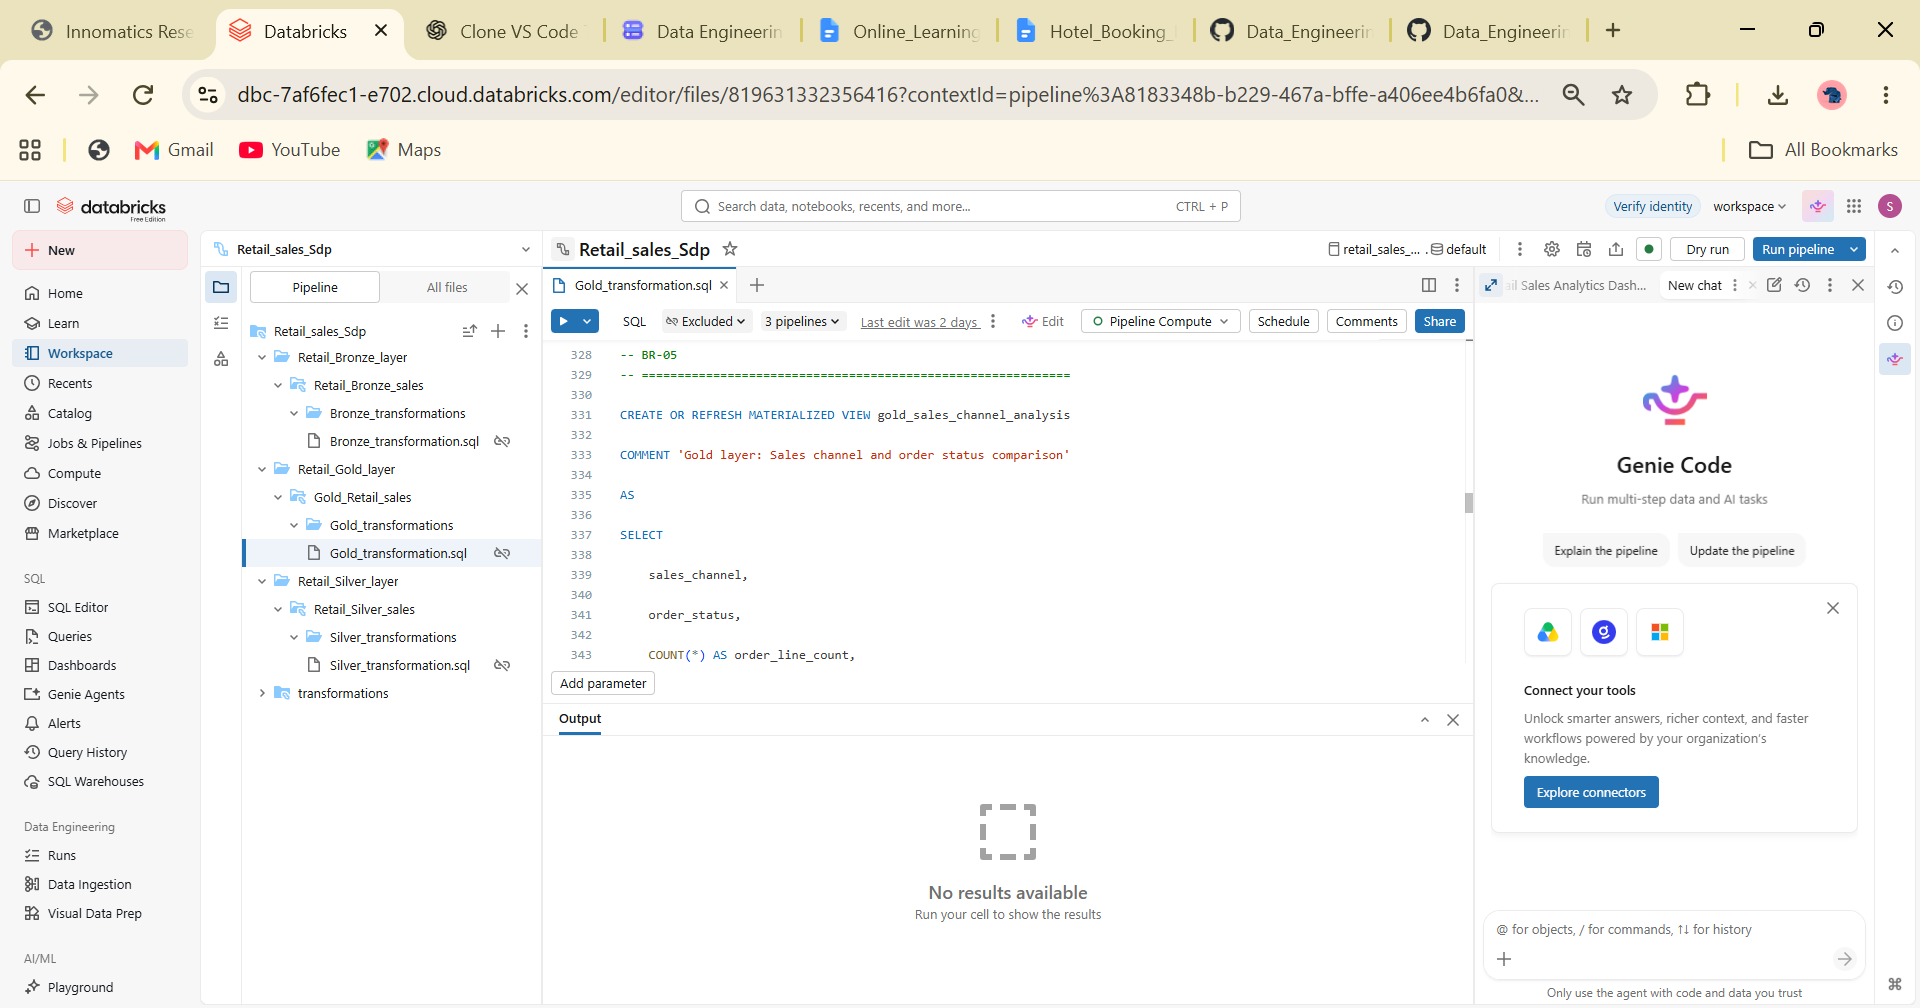 Innomatics Rese
Databricks
Clone VS Code
Data Engineerin
Online_Learning
Hotel_Booking_
Data_Engineerin
Data_Engineerin
dbc-7af6fec1-e702.cloud.databricks.com/editor/files/819631332356416?contextId=pipeline%3A8183348b-b229-467a-bffe-a406ee4b6fa0&...
Gmail
YouTube
Maps
All Bookmarks
databricks
Free Edition
Search data, notebooks, recents, and more...
CTRL + P
Verify identity
workspace
S
New
Home
Learn
Workspace
Recents
Catalog
Jobs & Pipelines
Compute
Discover
Marketplace
SQL
SQL Editor
Queries
Dashboards
Genie Agents
Alerts
Query History
SQL Warehouses
Data Engineering
Runs
Data Ingestion
Visual Data Prep
AI/ML
Playground
Retail_sales_Sdp
Pipeline
All files
Retail_sales_Sdp
Retail_Bronze_layer
Retail_Bronze_sales
Bronze_transformations
Bronze_transformation.sql
Retail_Gold_layer
Gold_Retail_sales
Gold_transformations
Gold_transformation.sql
Retail_Silver_layer
Retail_Silver_sales
Silver_transformations
Silver_transformation.sql
transformations
Retail_sales_Sdp
retail_sales_... . default
Dry run
Run pipeline
Gold_transformation.sql
SQL
Excluded
3 pipelines
Last edit was 2 days
Edit
Pipeline Compute
Schedule
Comments
Share
328 -- BR-05
329 -- ============================================================
330
331 CREATE OR REFRESH MATERIALIZED VIEW gold_sales_channel_analysis
332
333 COMMENT 'Gold layer: Sales channel and order status comparison'
334
335 AS
336
337 SELECT
338
339 sales_channel,
340
341 order_status,
342
343 COUNT(*) AS order_line_count,
Add parameter
Output
No results available
Run your cell to show the results
ail Sales Analytics Dash...
New chat
Genie Code
Run multi-step data and AI tasks
Explain the pipeline
Update the pipeline
Connect your tools
Unlock smarter answers, richer context, and faster
workflows powered by your organization's
knowledge.
Explore connectors
@ for objects, / for commands, ↑↓ for history
Only use the agent with code and data you trust